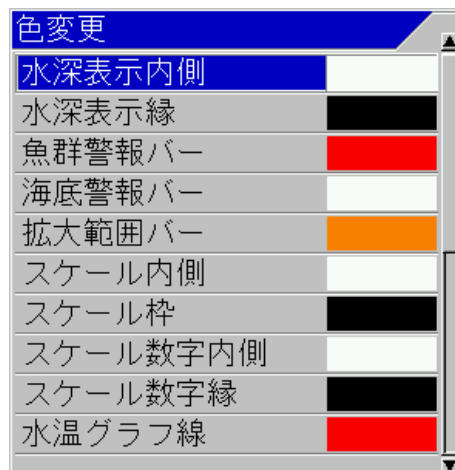 色変更
水深表示内側
水深表示縁
魚群警報バー
海底警報バー
拡大範囲バー
スケール内側
スケール枠
スケール数字内側
スケール数字縁
水温グラフ線